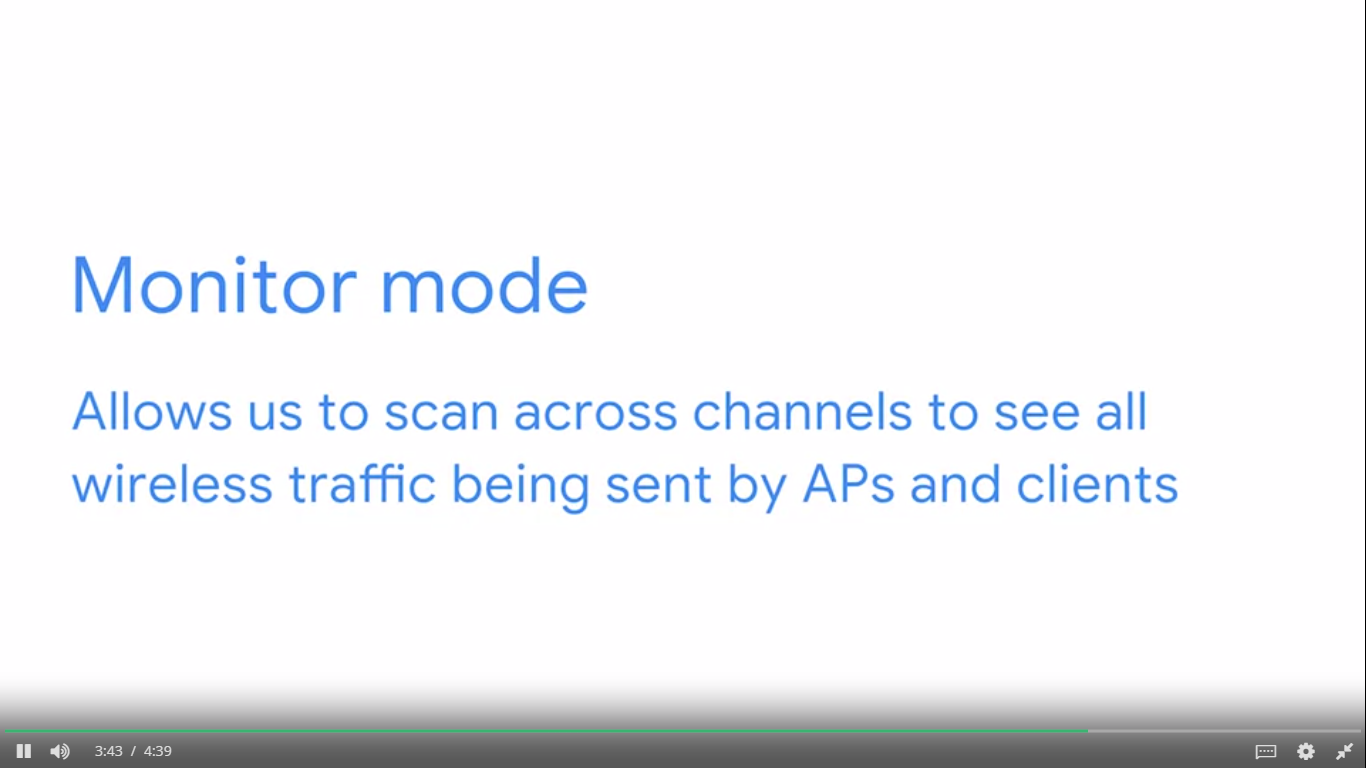 Monitor mode
Allows us to scan across channels to see all
wireless traffic being sent by APs and clients
3:43 / 4:39